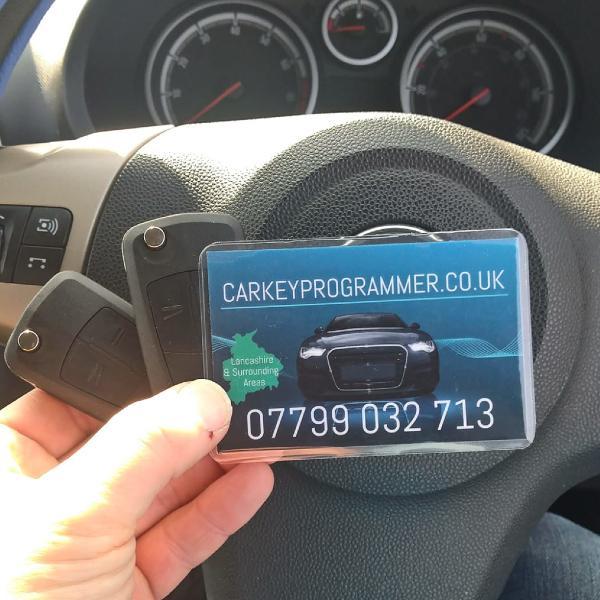 CARKEYPROGRAMMER.CO.UK
Lancashire
& Surrounding
Areas
07799 032 713